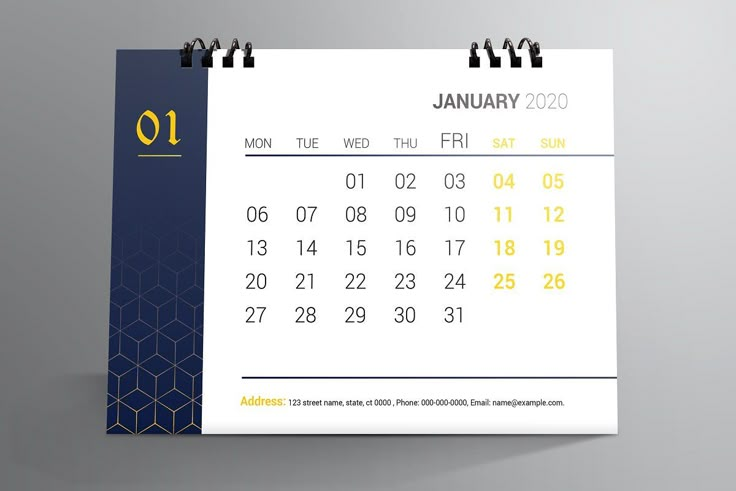 01
JANUARY 2020
MON TUE WED THU FRI SAT SUN
01 02 03 04 05
06 07 08 09 10 11 12
13 14 15 16 17 18 19
20 21 22 23 24 25 26
27 28 29 30 31
Address: 123 street name, state, ct 0000 , Phone: 000-000-0000, Email: name@example.com.